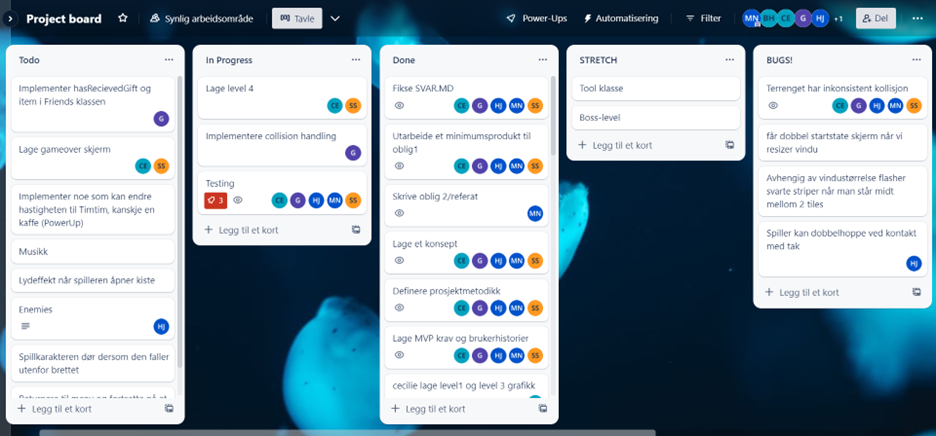 Project board
Synlig arbeidsområde
Tavle
Power-Ups
Automatisering
Filter
MN
BH
CE
G
HJ
+1
Del
Todo
Implementer hasRecievedGift og
item i Friends klassen
G
Lage gameover skjerm
CE SS
Implementer noe som kan endre
hastigheten til Timtim, kanskje en
kaffe (PowerUp)
Musikk
Lydeffekt når spilleren åpner kiste
Enemies
HJ
Spillkarakteren dør dersom den faller
utenfor brettet
+ Legg til et kort
In Progress
Lage level 4
CE SS
Implementere collision handling
G
Testing
3
CE G HJ MN SS
+ Legg til et kort
Done
Fikse SVAR.MD
CE G HJ MN SS
Utarbeide et minimumsprodukt til
oblig1
CE G HJ MN SS
Skrive oblig 2/referat
MN
Lage et konsept
CE G HJ MN SS
Definere prosjektmetodikk
CE G HJ MN SS
Lage MVP krav og brukerhistorier
CE G HJ MN SS
cecilie lage level1 og level 3 grafikk
+ Legg til et kort
STRETCH
Tool klasse
Boss-level
+ Legg til et kort
BUGS!
Terrenget har inkonsistent kollisjon
CE G HJ MN SS
får dobbel startstate skjerm når vi
resizer vindu
Avhengig av vindustørrelse flasher
svarte striper når man står midt
mellom 2 tiles
Spiller kan dobbelhoppe ved kontakt
med tak
HJ
+ Legg til et kort